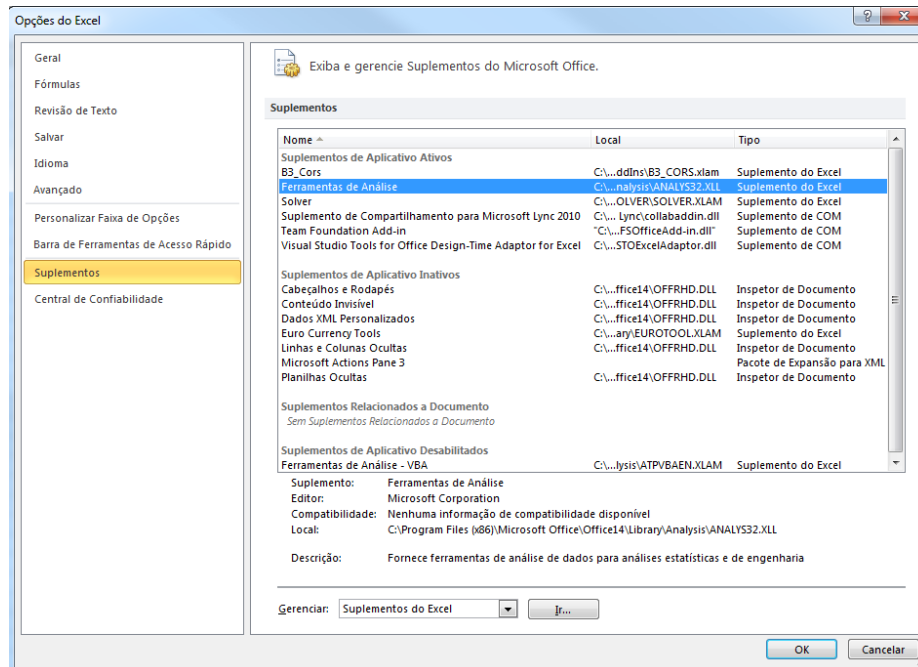 Opções do Excel
Geral
Fórmulas
Revisão de Texto
Salvar
Idioma
Avançado
Personalizar Faixa de Opções
Barra de Ferramentas de Acesso Rápido
Suplementos
Central de Confiabilidade
Exiba e gerencie Suplementos do Microsoft Office.
Suplementos
Nome Local Tipo
Suplementos de Aplicativo Ativos
B3_Cors C:\...ddIns\B3_CORS.xlam Suplemento do Excel
Ferramentas de Análise C:\...nalysis\ANALYS32.XLL Suplemento do Excel
Solver C:\...OLVER\SOLVER.XLAM Suplemento do Excel
Suplemento de Compartilhamento para Microsoft Lync 2010 C:\... Lync\collabaddin.dll Suplemento de COM
Team Foundation Add-in "C:\...FSOfficeAdd-in.dll" Suplemento de COM
Visual Studio Tools for Office Design-Time Adaptor for Excel C:\...STOExcelAdaptor.dll Suplemento de COM
Suplementos de Aplicativo Inativos
Cabeçalhos e Rodapés C:\...ffice14\OFFRHD.DLL Inspetor de Documento
Conteúdo Invisível C:\...ffice14\OFFRHD.DLL Inspetor de Documento
Dados XML Personalizados C:\...ffice14\OFFRHD.DLL Inspetor de Documento
Euro Currency Tools C:\...ary\EUROTOOL.XLAM Suplemento do Excel
Linhas e Colunas Ocultas C:\...ffice14\OFFRHD.DLL Inspetor de Documento
Microsoft Actions Pane 3 Pacote de Expansão para XML
Planilhas Ocultas C:\...ffice14\OFFRHD.DLL Inspetor de Documento
Suplementos Relacionados a Documento
Sem Suplementos Relacionados a Documento
Suplementos de Aplicativo Desabilitados
Ferramentas de Análise - VBA C:\...lysis\ATPVBAEN.XLAM Suplemento do Excel
Suplemento: Ferramentas de Análise
Editor: Microsoft Corporation
Compatibilidade: Nenhuma informação de compatibilidade disponível
Local: C:\Program Files (x86)\Microsoft Office\Office14\Library\Analysis\ANALYS32.XLL
Descrição: Fornece ferramentas de análise de dados para análises estatísticas e de engenharia
Gerenciar: Suplementos do Excel Ir...
OK Cancelar